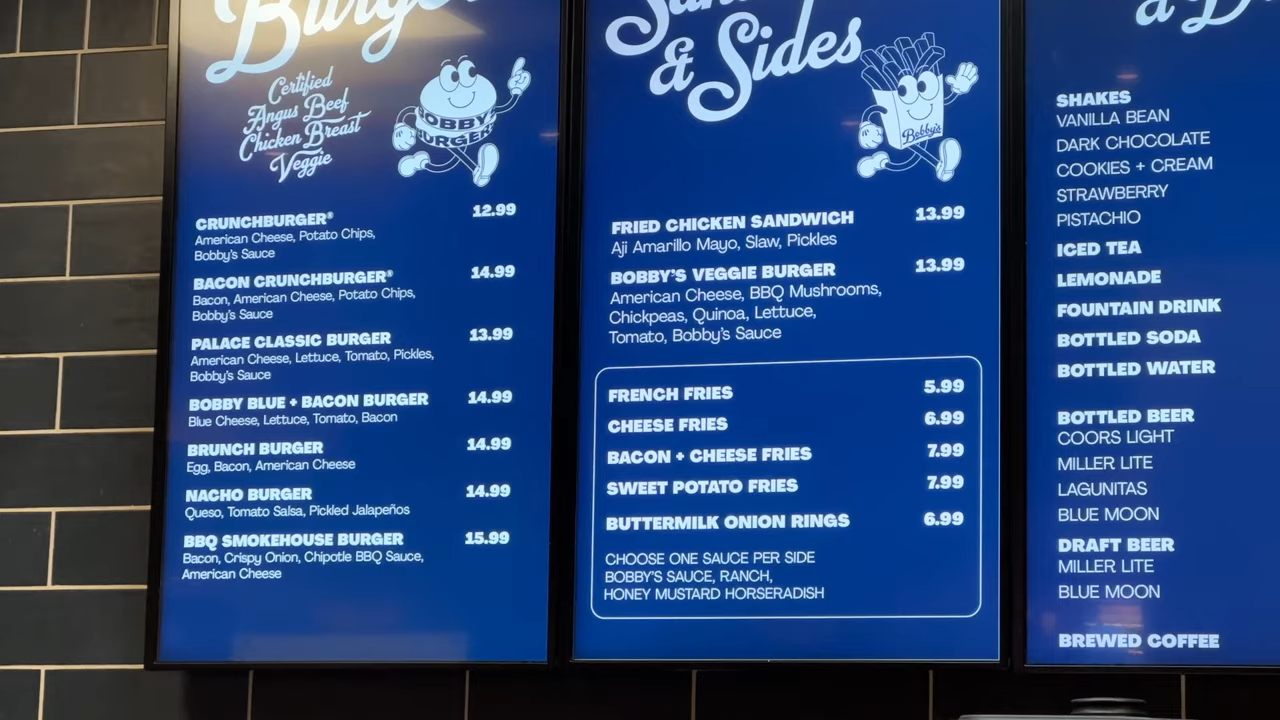 Burger
Certified
Angus Beef
Chicken Breast
Veggie
BOBBY'S
BURGERS
CRUNCHBURGER® 12.99
American Cheese, Potato Chips,
Bobby's Sauce
BACON CRUNCHBURGER® 14.99
Bacon, American Cheese, Potato Chips,
Bobby's Sauce
PALACE CLASSIC BURGER 13.99
American Cheese, Lettuce, Tomato, Pickles,
Bobby's Sauce
BOBBY BLUE + BACON BURGER 14.99
Blue Cheese, Lettuce, Tomato, Bacon
BRUNCH BURGER 14.99
Egg, Bacon, American Cheese
NACHO BURGER 14.99
Queso, Tomato Salsa, Pickled Jalapeños
BBQ SMOKEHOUSE BURGER 15.99
Bacon, Crispy Onion, Chipotle BBQ Sauce,
American Cheese
& Sides
Bobby's
FRIED CHICKEN SANDWICH 13.99
Aji Amarillo Mayo, Slaw, Pickles
BOBBY'S VEGGIE BURGER 13.99
American Cheese, BBQ Mushrooms,
Chickpeas, Quinoa, Lettuce,
Tomato, Bobby's Sauce
FRENCH FRIES 5.99
CHEESE FRIES 6.99
BACON + CHEESE FRIES 7.99
SWEET POTATO FRIES 7.99
BUTTERMILK ONION RINGS 6.99
CHOOSE ONE SAUCE PER SIDE
BOBBY'S SAUCE, RANCH,
HONEY MUSTARD HORSERADISH
SHAKES
VANILLA BEAN
DARK CHOCOLATE
COOKIES + CREAM
STRAWBERRY
PISTACHIO
ICED TEA
LEMONADE
FOUNTAIN DRINK
BOTTLED SODA
BOTTLED WATER
BOTTLED BEER
COORS LIGHT
MILLER LITE
LAGUNITAS
BLUE MOON
DRAFT BEER
MILLER LITE
BLUE MOON
BREWED COFFEE